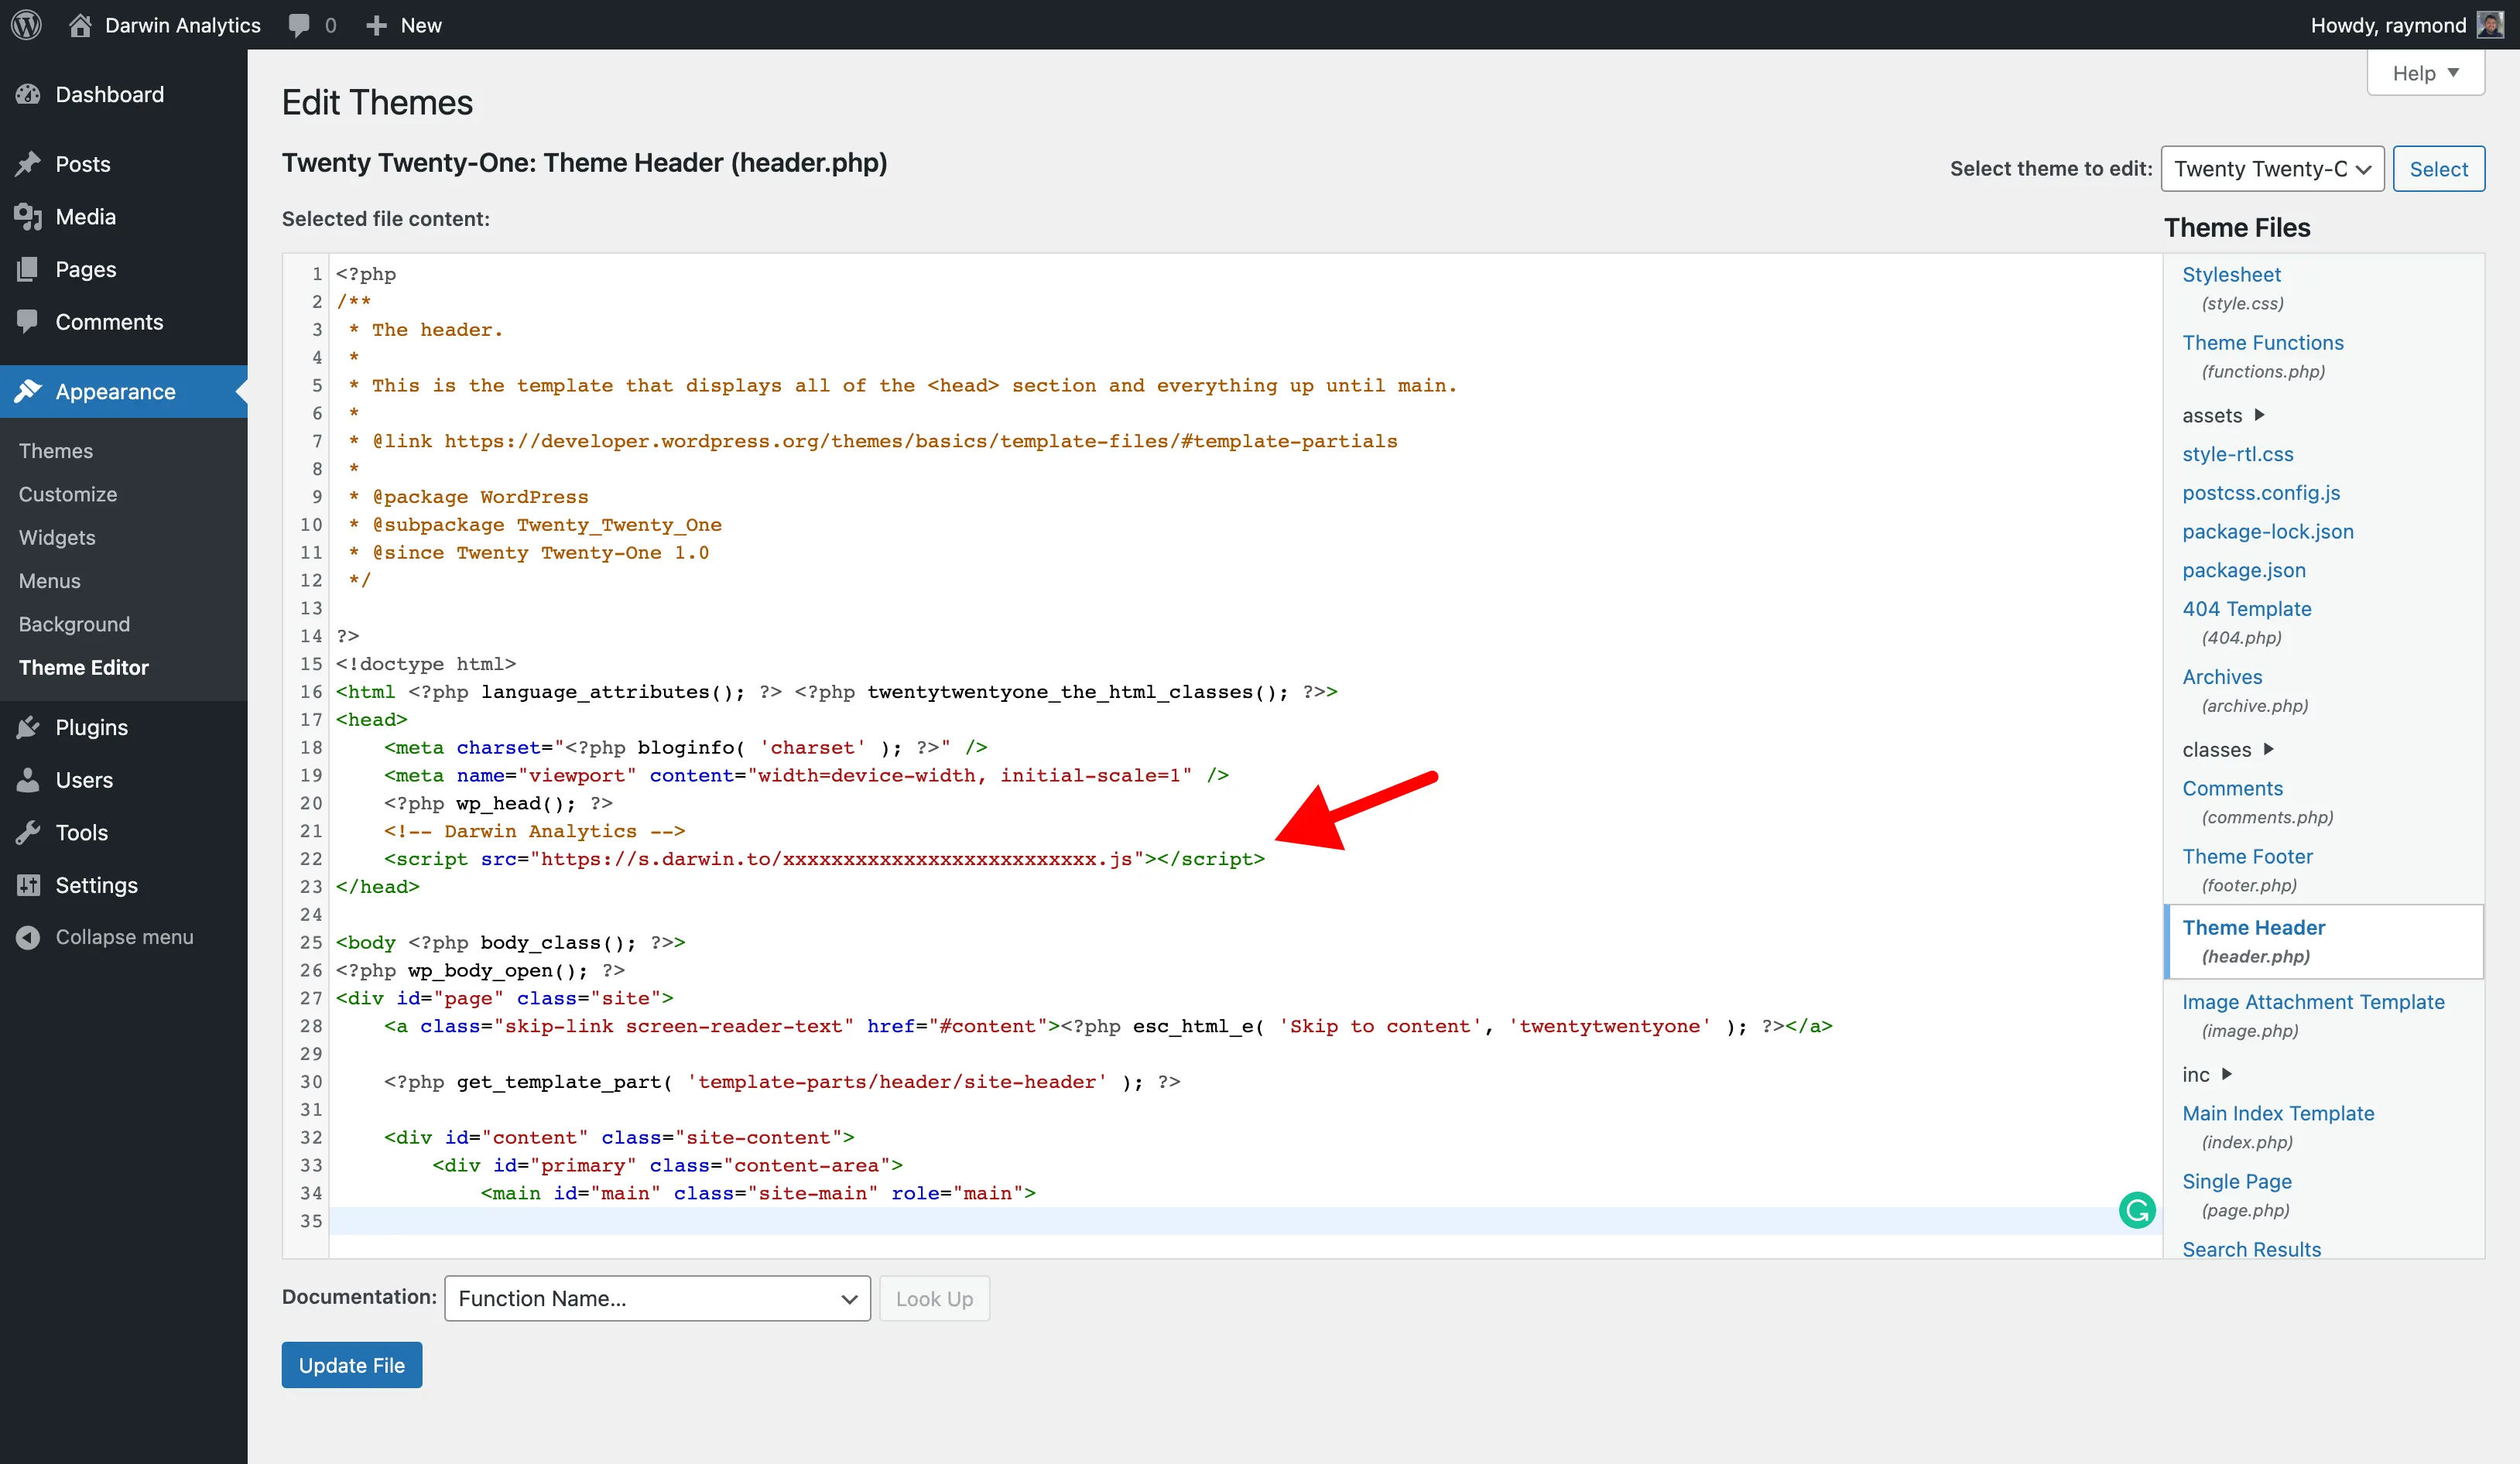 Darwin Analytics
0
New
Howdy, raymond
Help
Dashboard
Posts
Media
Pages
Comments
Appearance
Themes
Customize
Widgets
Menus
Background
Theme Editor
Plugins
Users
Tools
Settings
Collapse menu
Edit Themes
Twenty Twenty-One: Theme Header (header.php)
Select theme to edit: Twenty Twenty-O Select
Selected file content:
1 <?php
2 /**
3  * The header.
4  *
5  * This is the template that displays all of the <head> section and everything up until main.
6  *
7  * @link https://developer.wordpress.org/themes/basics/template-files/#template-partials
8  *
9  * @package WordPress
10  * @subpackage Twenty_Twenty_One
11  * @since Twenty Twenty-One 1.0
12  */
13
14 ?>
15 <!doctype html>
16 <html <?php language_attributes(); ?> <?php twentytwentyone_the_html_classes(); ?>>
17 <head>
18     <meta charset="<?php bloginfo( 'charset' ); ?>" />
19     <meta name="viewport" content="width=device-width, initial-scale=1" />
20     <?php wp_head(); ?>
21     <!-- Darwin Analytics -->
22     <script src="https://s.darwin.to/xxxxxxxxxxxxxxxxxxxxxxxxxx.js"></script>
23 </head>
24
25 <body <?php body_class(); ?>>
26 <?php wp_body_open(); ?>
27 <div id="page" class="site">
28     <a class="skip-link screen-reader-text" href="#content"><?php esc_html_e( 'Skip to content', 'twentytwentyone' ); ?></a>
29
30     <?php get_template_part( 'template-parts/header/site-header' ); ?>
31
32     <div id="content" class="site-content">
33         <div id="primary" class="content-area">
34             <main id="main" class="site-main" role="main">
35
Theme Files
Stylesheet
(style.css)
Theme Functions
(functions.php)
assets
style-rtl.css
postcss.config.js
package-lock.json
package.json
404 Template
(404.php)
Archives
(archive.php)
classes
Comments
(comments.php)
Theme Footer
(footer.php)
Theme Header
(header.php)
Image Attachment Template
(image.php)
inc
Main Index Template
(index.php)
Single Page
(page.php)
Search Results
Documentation: Function Name... Look Up
Update File